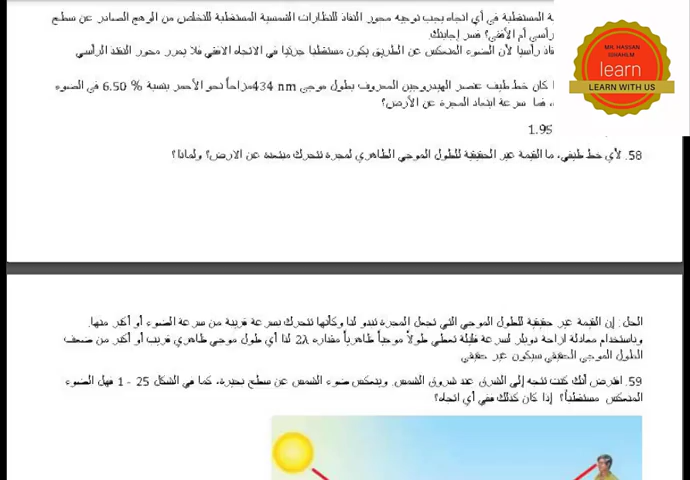 ة المستقطبة في أي اتجاه يجب توجيه محور النفاذ للنظارات الشمسية المستقطبة للتخلص من الوهج الصادر عن سطح
رأسي أم الأفقي؟ فسر إجابتك.
فاذ رأسيا لأن الضوء المنعكس عن الطريق يكون مستقطبا جزئيا في الاتجاه الافقي فلا يمرر محور النفاذ الرأسي
ا كان خط طيف عنصر الهيدروجين المعروف بطول موجي 434 nm مزاحاً نحو الأحمر بنسبة % 6.50 في الضوء
، فما سرعة ابتعاد المجرة عن الأرض؟
1.95
58. لأي خط طيفي، ما القيمة غير الحقيقية للطول الموجي الظاهري لمجرة تتحرك مبتعدة عن الارض؟ ولماذا؟
MR. HASSAN
learn
LEARN WITH US
الحل: إن القيمة غير حقيقية للطول الموجي التي تجعل المجرة تبدو لنا وكأنها تتحرك بسرعة قريبة من سرعة الضوء أو أكثر منها.
وباستخدام معادلة ازاحة دوبلر لسرعة قليلة تعطي طولاً موجياً ظاهرياً مقداره 2λ لذا أي طول موجي ظاهري قريب أو أكثر من ضعف
الطول الموجي الحقيقي سيكون غير حقيقي
59. افترض أنك كنت تتجه إلى الشرق عند شروق الشمس. وينعكس ضوء الشمس عن سطح بحيرة، كما في الشكل 25 - 1 فهل الضوء
المنعكس مستقطباً؟ إذا كان كذلك ففي أي اتجاه؟